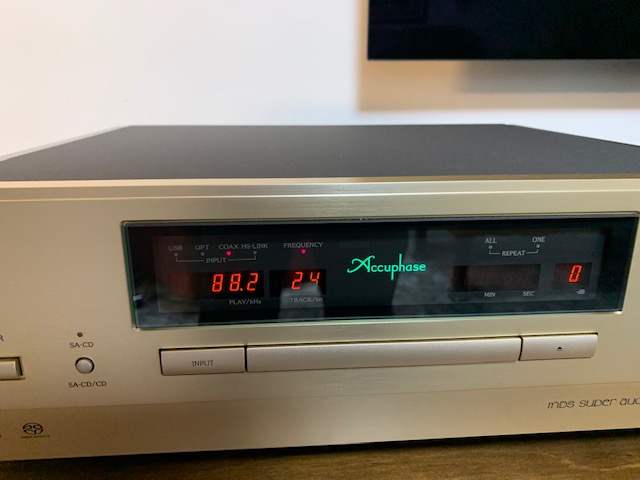 USB OPT COAX HS-LINK FREQUENCY
INPUT
88.2 24
PLAY/kHz TRACK/bit
Accuphase
ALL ONE
REPEAT
MIN SEC
0
R
SA-CD
SA-CD/CD
INPUT
MDS SUPER AUD